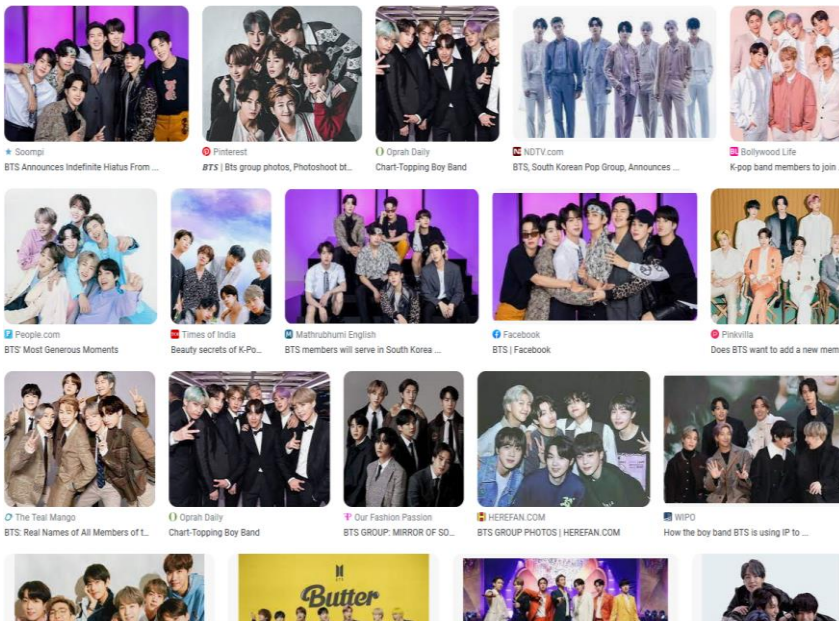 Soompi
BTS Announces Indefinite Hiatus From ...
Pinterest
BTS | Bts group photos, Photoshoot bt...
Oprah Daily
Chart-Topping Boy Band
NDTV.com
BTS, South Korean Pop Group, Announces ...
Bollywood Life
K-pop band members to join
People.com
BTS' Most Generous Moments
Times of India
Beauty secrets of K-Po...
Mathrubhumi English
BTS members will serve in South Korea ...
Facebook
BTS | Facebook
Pinkvilla
Does BTS want to add a new mem
The Teal Mango
BTS: Real Names of All Members of t...
Oprah Daily
Chart-Topping Boy Band
Our Fashion Passion
BTS GROUP: MIRROR OF SO...
HEREFAN.COM
BTS GROUP PHOTOS | HEREFAN.COM
WIPO
How the boy band BTS is using IP to ...
BTS
Butter